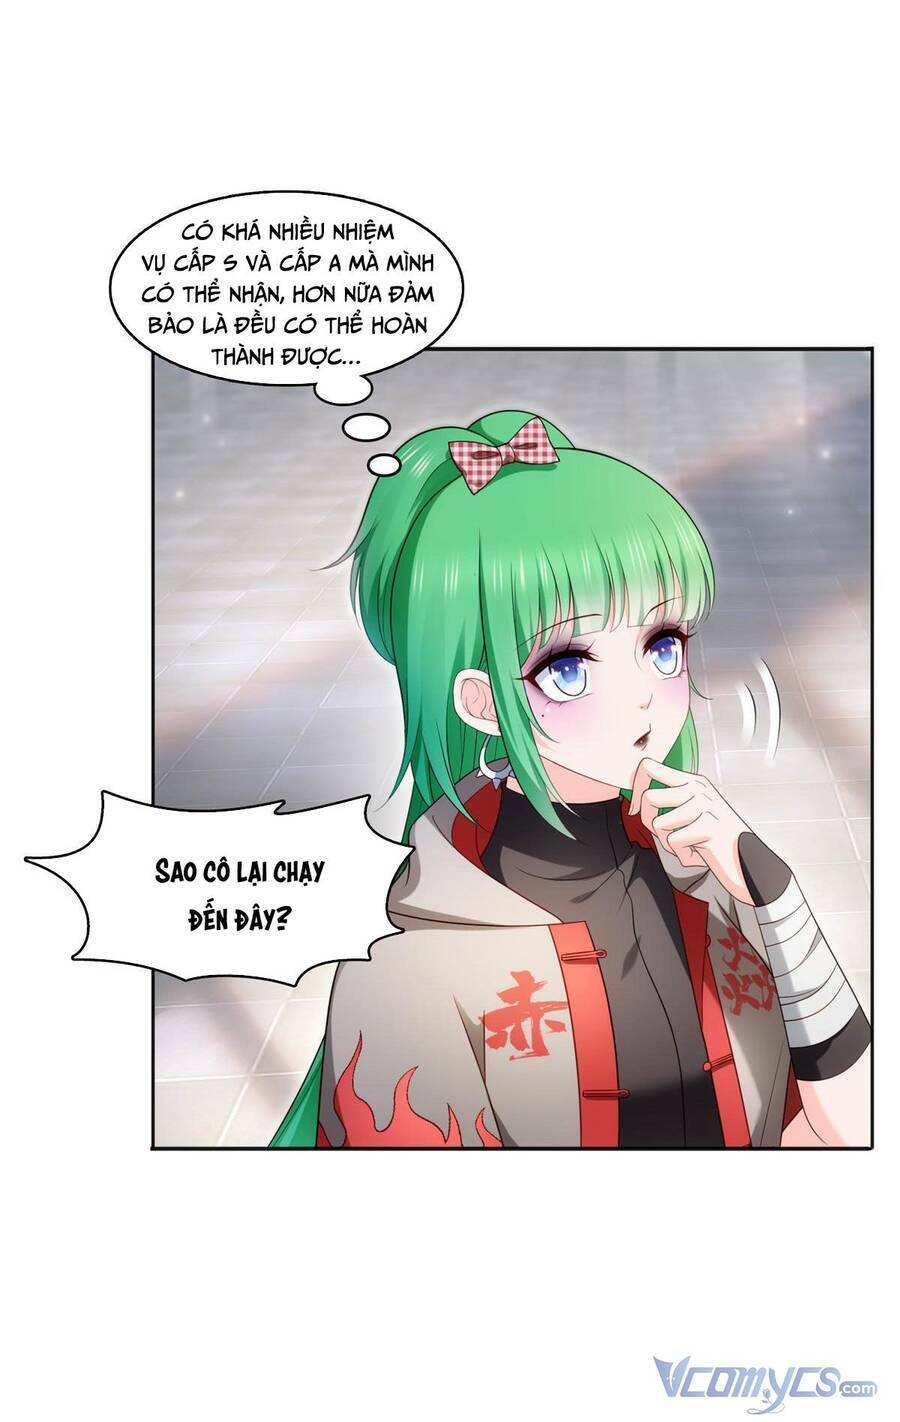 CÓ KHÁ NHIỀU NHIỆM
VỤ CẤP S VÀ CẤP A MÀ MÌNH
CÓ THỂ NHẬN, HƠN NỮA ĐẢM
BẢO LÀ ĐỀU CÓ THỂ HOÀN
THÀNH ĐƯỢC...
SAO CÔ LẠI CHẠY
ĐẾN ĐÂY?
赤
焱
VCOMYCS.com